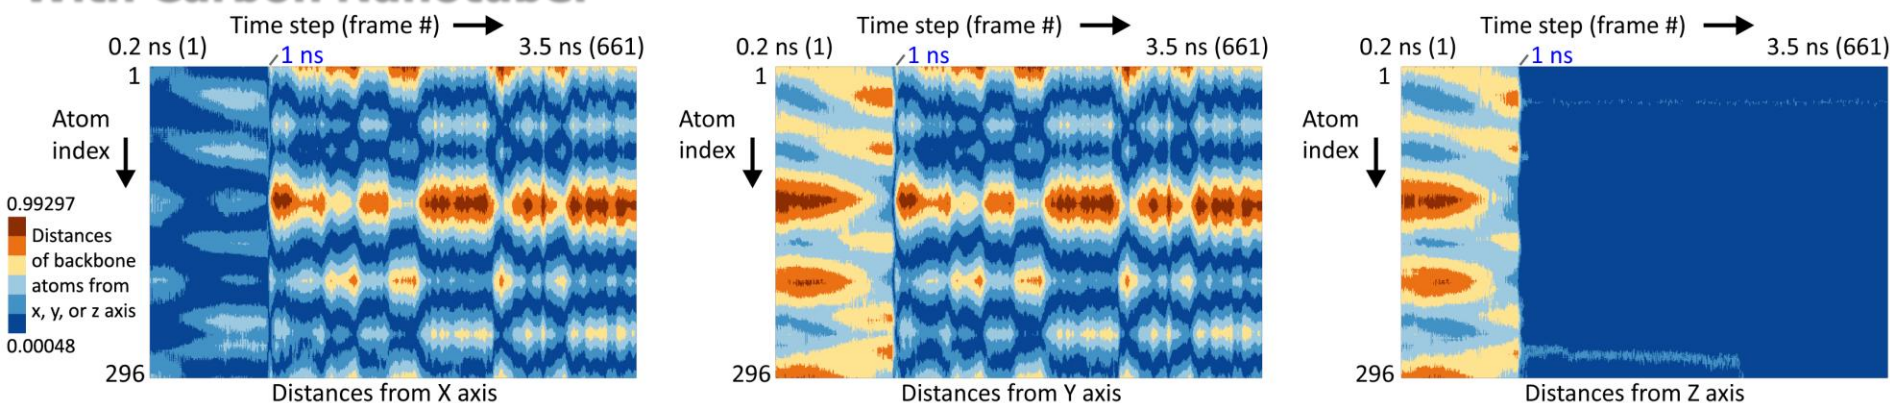 With Carbon Nanotube:
Time step (frame #)
0.2 ns (1)
3.5 ns (661)
1 ns
1
Atom
index
296
0.99297
Distances
of backbone
atoms from
x, y, or z axis
0.00048
Distances from X axis
Time step (frame #)
0.2 ns (1)
3.5 ns (661)
1 ns
1
Atom
index
296
Distances from Y axis
Time step (frame #)
0.2 ns (1)
3.5 ns (661)
1 ns
1
Atom
index
296
Distances from Z axis